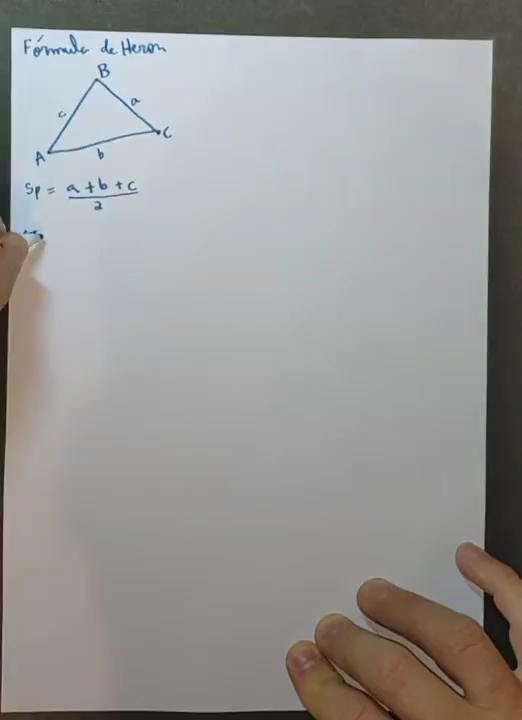 Fórmula de Heron
B
c a
A b C
Sp = a + b + c
2